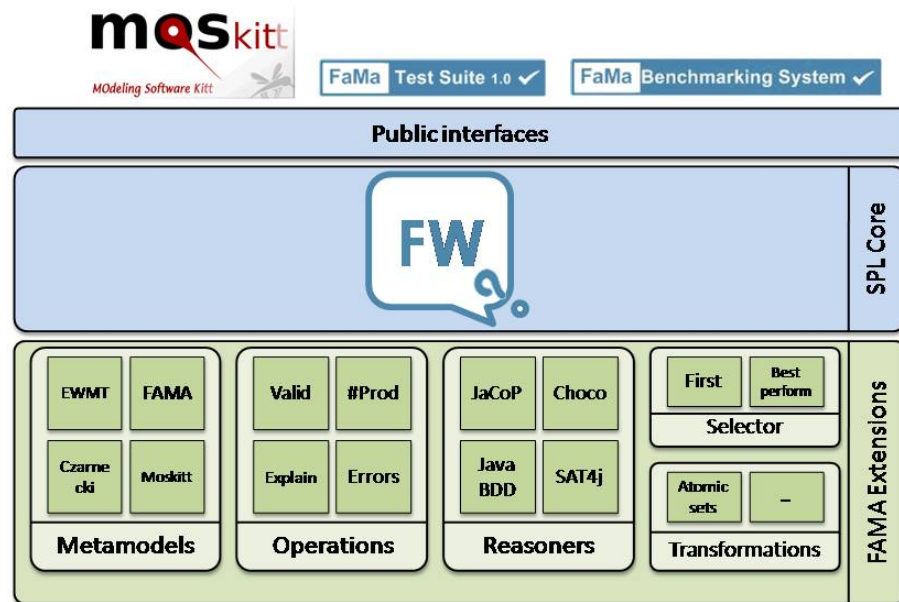 moskitt
MOdeling Software Kitt
FaMa Test Suite 1.0
FaMa Benchmarking System
Public interfaces
FW
SPL Core
EWMT
FAMA
Czarne
cki
Moskitt
Metamodels
Valid
#Prod
Explain
Errors
Operations
JaCoP
Choco
Java
BDD
SAT4j
Reasoners
First
Best
perform
Selector
Atomic
sets
–
Transformations
FAMA Extensions